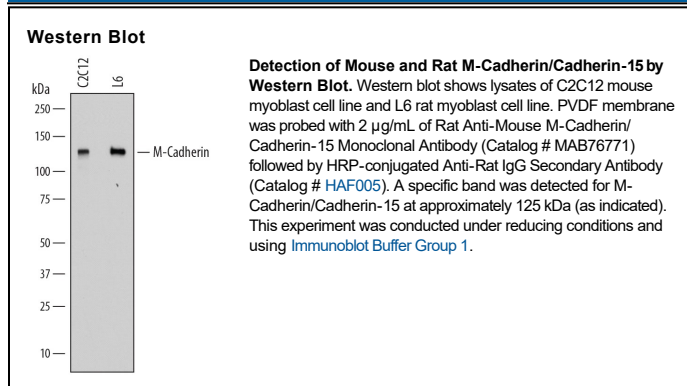 Western Blot
kDa
C2C12
L6
250
150
100
75
50
37
25
10
M-Cadherin
Detection of Mouse and Rat M-Cadherin/Cadherin-15 by
Western Blot. Western blot shows lysates of C2C12 mouse
myoblast cell line and L6 rat myoblast cell line. PVDF membrane
was probed with 2 µg/mL of Rat Anti-Mouse M-Cadherin/
Cadherin-15 Monoclonal Antibody (Catalog # MAB76771)
followed by HRP-conjugated Anti-Rat IgG Secondary Antibody
(Catalog # HAF005). A specific band was detected for M-
Cadherin/Cadherin-15 at approximately 125 kDa (as indicated).
This experiment was conducted under reducing conditions and
using Immunoblot Buffer Group 1.